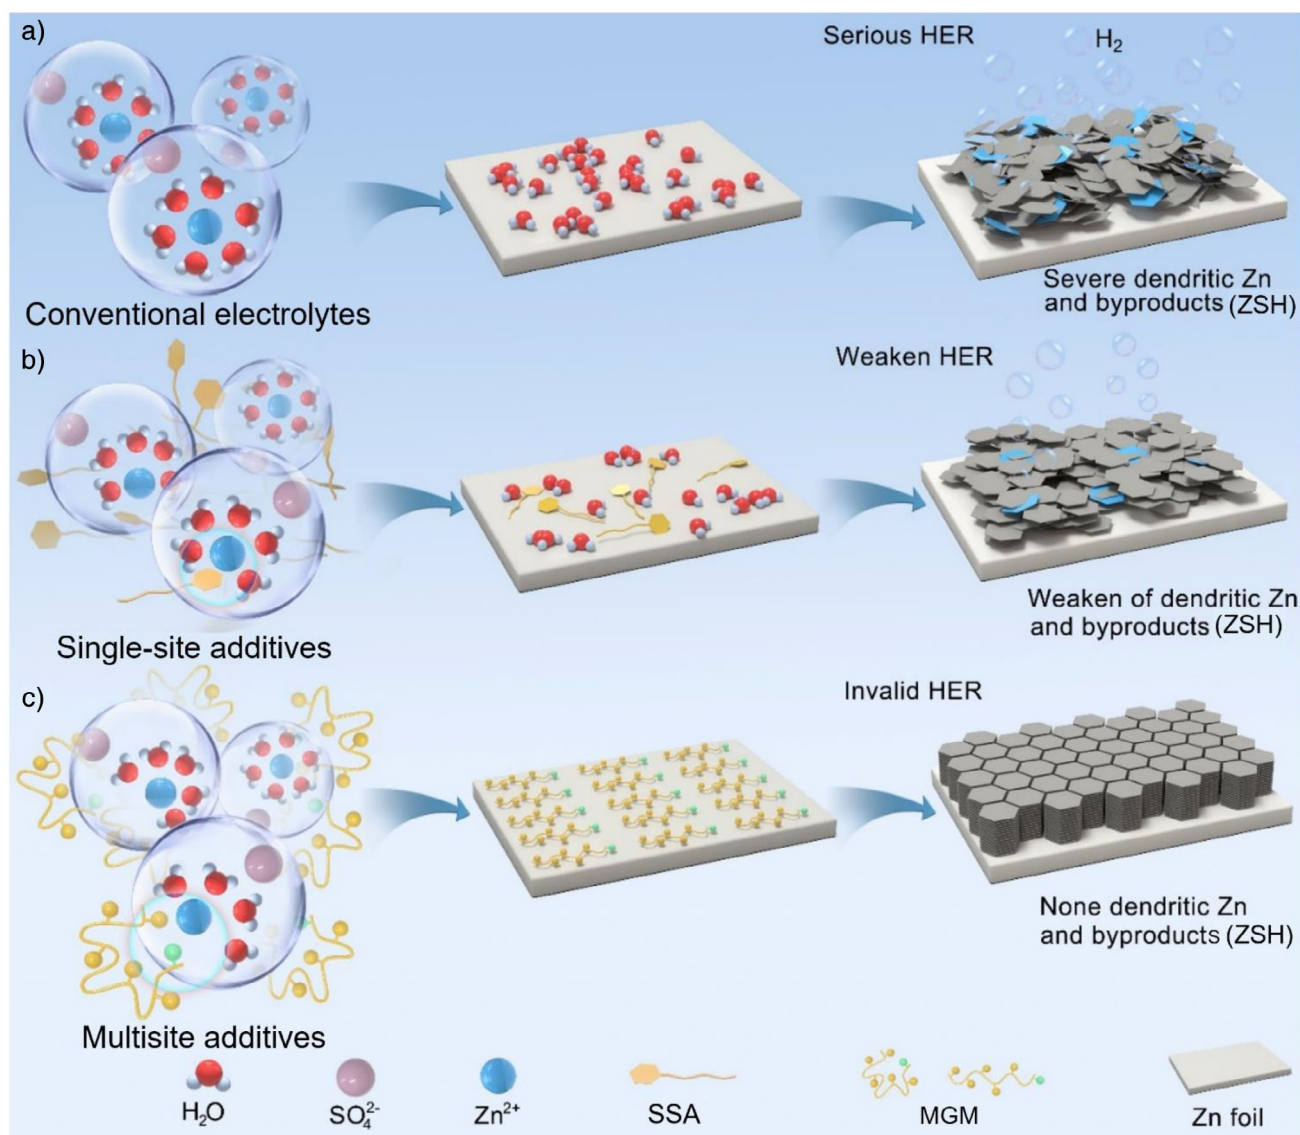 a)
Serious HER
H₂
Conventional electrolytes
Severe dendritic Zn
and byproducts (ZSH)
b)
Weaken HER
Single-site additives
Weaken of dendritic Zn
and byproducts (ZSH)
c)
Invalid HER
Multisite additives
None dendritic Zn
and byproducts (ZSH)
H₂O
SO₄²⁻
Zn²⁺
SSA
MGM
Zn foil